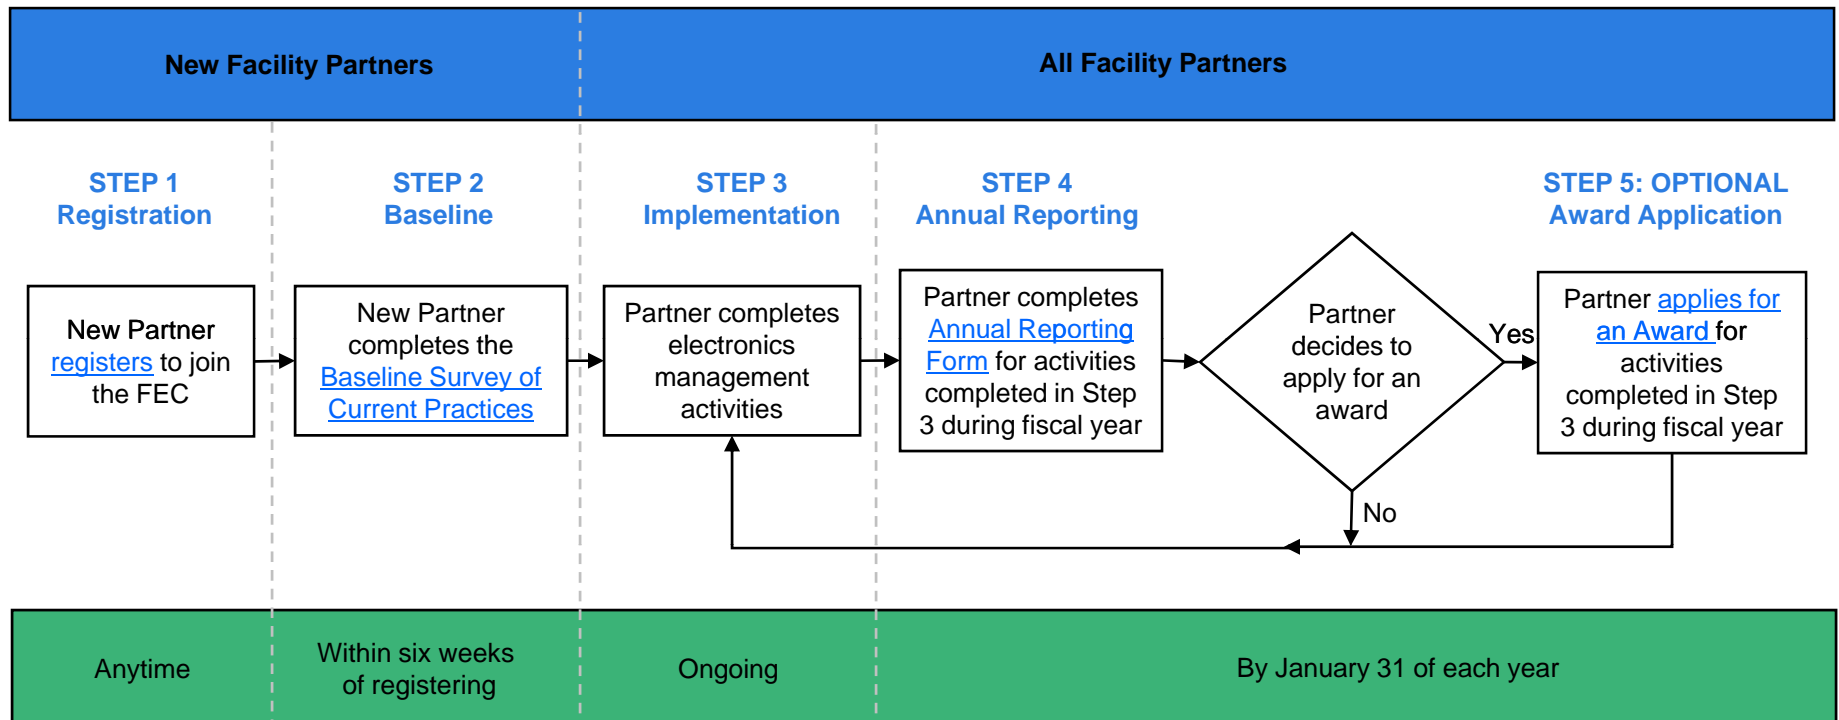 New Facility Partners
All Facility Partners
STEP 1
Registration
STEP 2
Baseline
STEP 3
Implementation
STEP 4
Annual Reporting
STEP 5: OPTIONAL
Award Application
New Partner
registers to join
the FEC
New Partner
completes the
Baseline Survey of
Current Practices
Partner completes
electronics
management
activities
Partner completes
Annual Reporting
Form for activities
completed in Step
3 during fiscal year
Partner
decides to
apply for an
award
Yes
No
Partner applies for
an Award for
activities
completed in Step
3 during fiscal year
Anytime
Within six weeks
of registering
Ongoing
By January 31 of each year